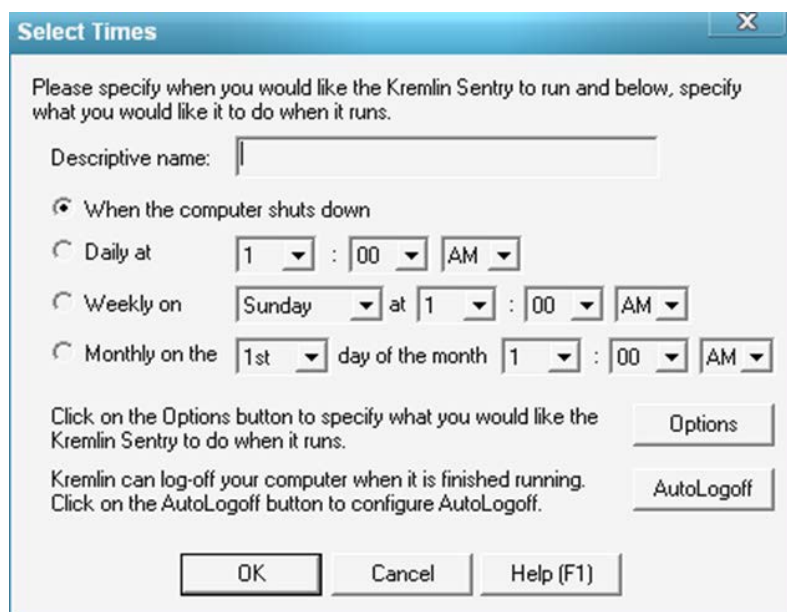 Select Times
Please specify when you would like the Kremlin Sentry to run and below, specify
what you would like it to do when it runs.
Descriptive name:
When the computer shuts down
Daily at 1 : 00 AM
Weekly on Sunday at 1 : 00 AM
Monthly on the 1st day of the month 1 : 00 AM
Click on the Options button to specify what you would like the
Kremlin Sentry to do when it runs.
Options
Kremlin can log-off your computer when it is finished running.
Click on the AutoLogoff button to configure AutoLogoff.
AutoLogoff
OK Cancel Help (F1)